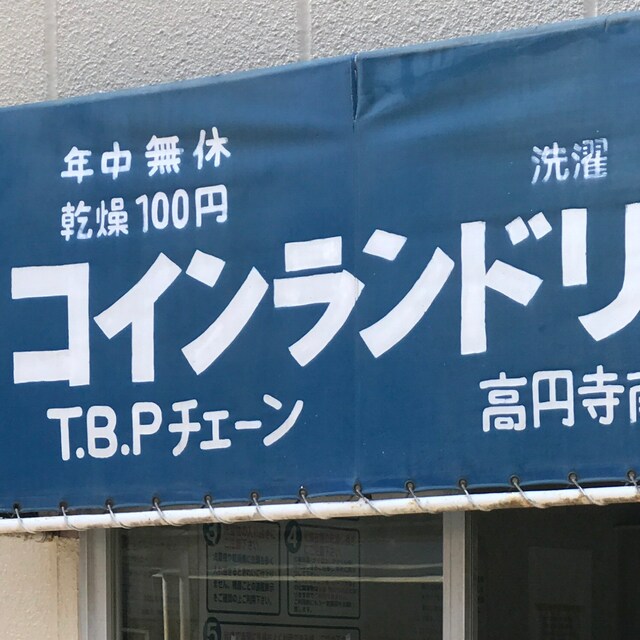 年中無休
乾燥100円
洗濯
コインランドリ
T.B.Pチェーン
高円寺南